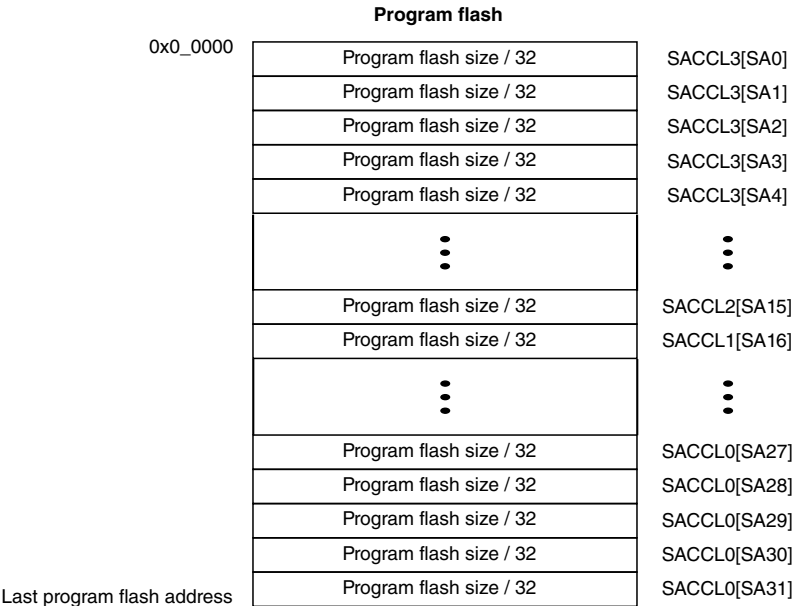 Program flash
0x0_0000
Program flash size / 32 SACCL3[SA0]
Program flash size / 32 SACCL3[SA1]
Program flash size / 32 SACCL3[SA2]
Program flash size / 32 SACCL3[SA3]
Program flash size / 32 SACCL3[SA4]
Program flash size / 32 SACCL2[SA15]
Program flash size / 32 SACCL1[SA16]
Program flash size / 32 SACCL0[SA27]
Program flash size / 32 SACCL0[SA28]
Program flash size / 32 SACCL0[SA29]
Program flash size / 32 SACCL0[SA30]
Program flash size / 32 SACCL0[SA31]
Last program flash address